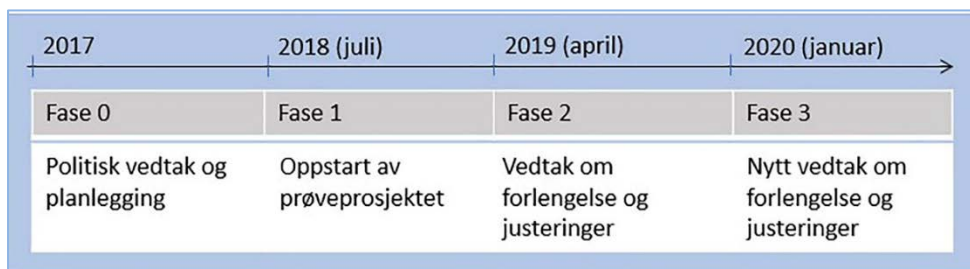 2017 2018 (juli) 2019 (april) 2020 (januar)
Fase 0 Fase 1 Fase 2 Fase 3
Politisk vedtak og planlegging
Oppstart av prøveprosjektet
Vedtak om forlengelse og justeringer
Nytt vedtak om forlengelse og justeringer